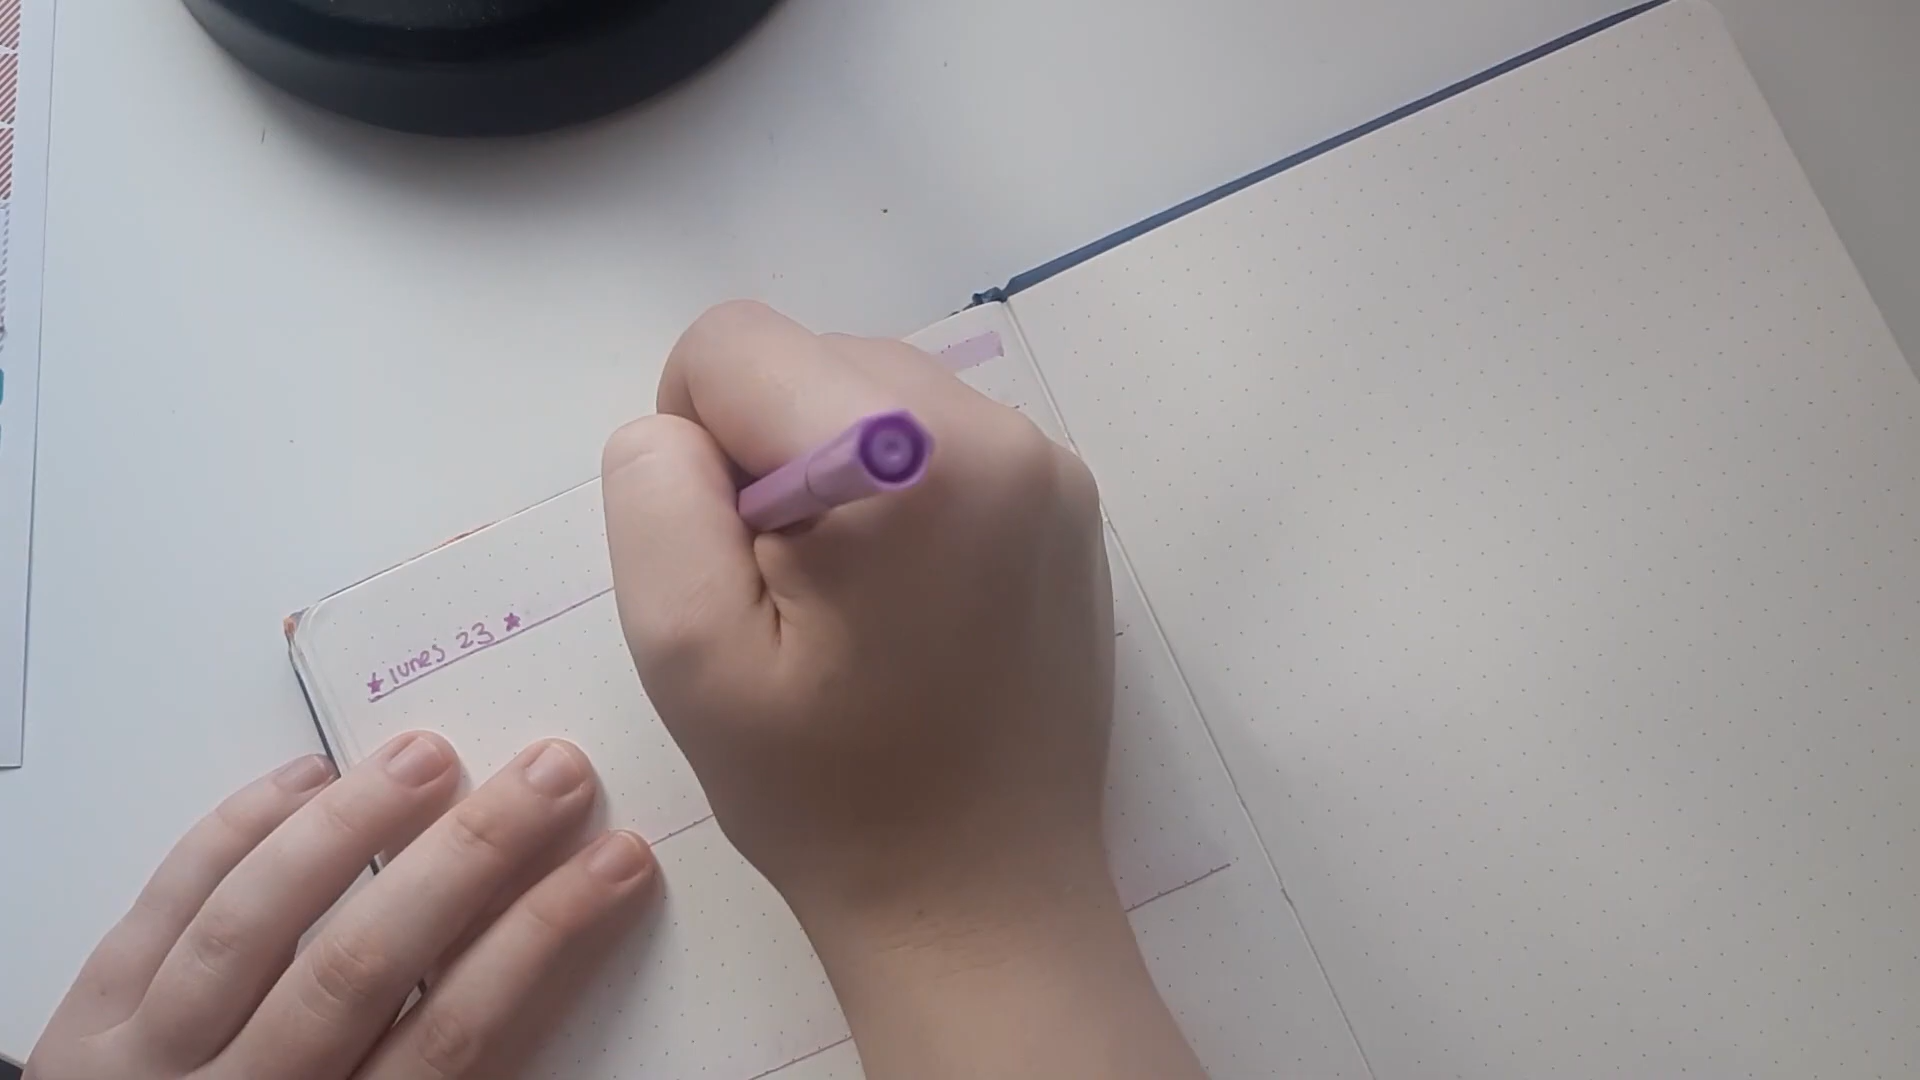 ★ lunes 23 ★